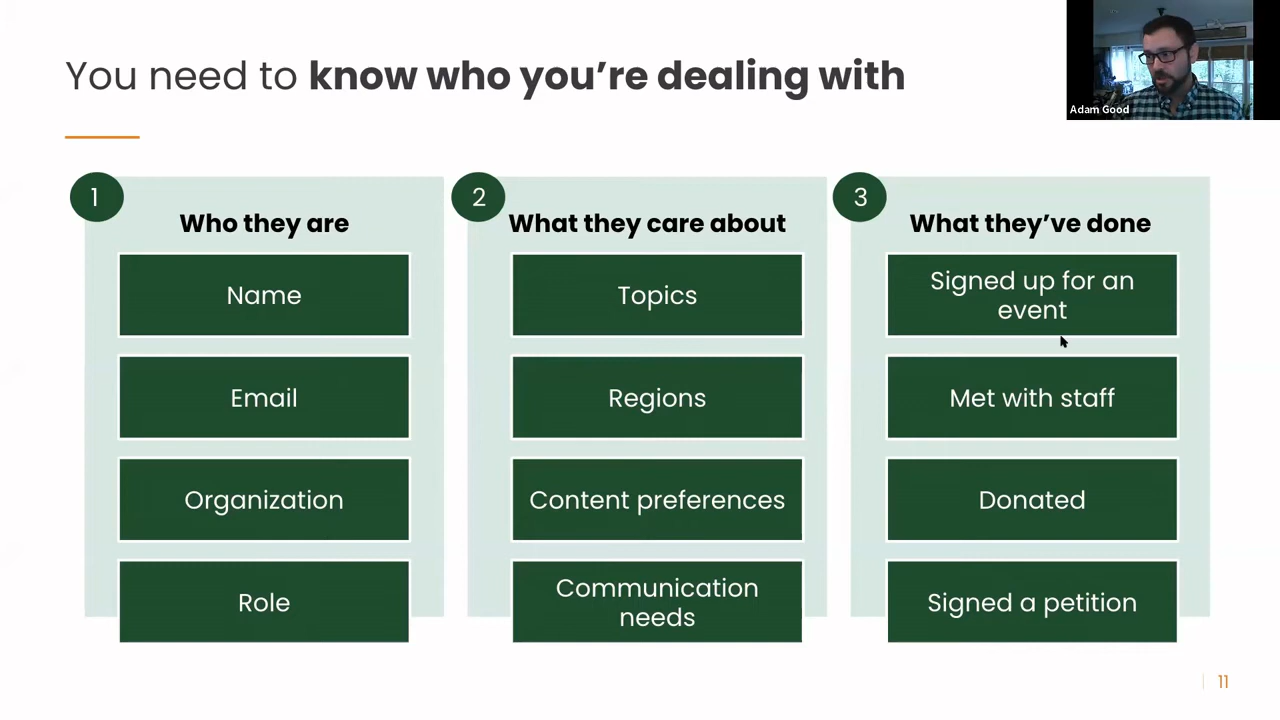 You need to know who you're dealing with
Adam Good
1
Who they are
Name
Email
Organization
Role
2
What they care about
Topics
Regions
Content preferences
Communication
needs
3
What they've done
Signed up for an
event
Met with staff
Donated
Signed a petition
11